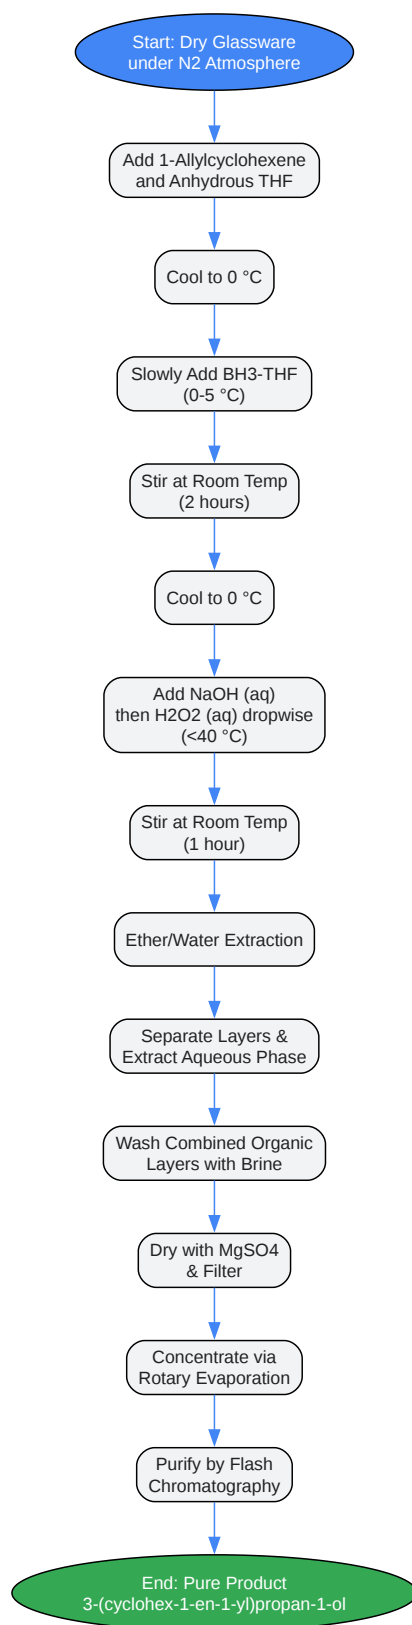 Start: Dry Glassware
under N2 Atmosphere
Add 1-Allylcyclohexene
and Anhydrous THF
Cool to 0 °C
Slowly Add BH3-THF
(0-5 °C)
Stir at Room Temp
(2 hours)
Cool to 0 °C
Add NaOH (aq)
then H2O2 (aq) dropwise
(<40 °C)
Stir at Room Temp
(1 hour)
Ether/Water Extraction
Separate Layers &
Extract Aqueous Phase
Wash Combined Organic
Layers with Brine
Dry with MgSO4
& Filter
Concentrate via
Rotary Evaporation
Purify by Flash
Chromatography
End: Pure Product
3-(cyclohex-1-en-1-yl)propan-1-ol